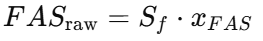 FAS_raw = S_f · x_FAS